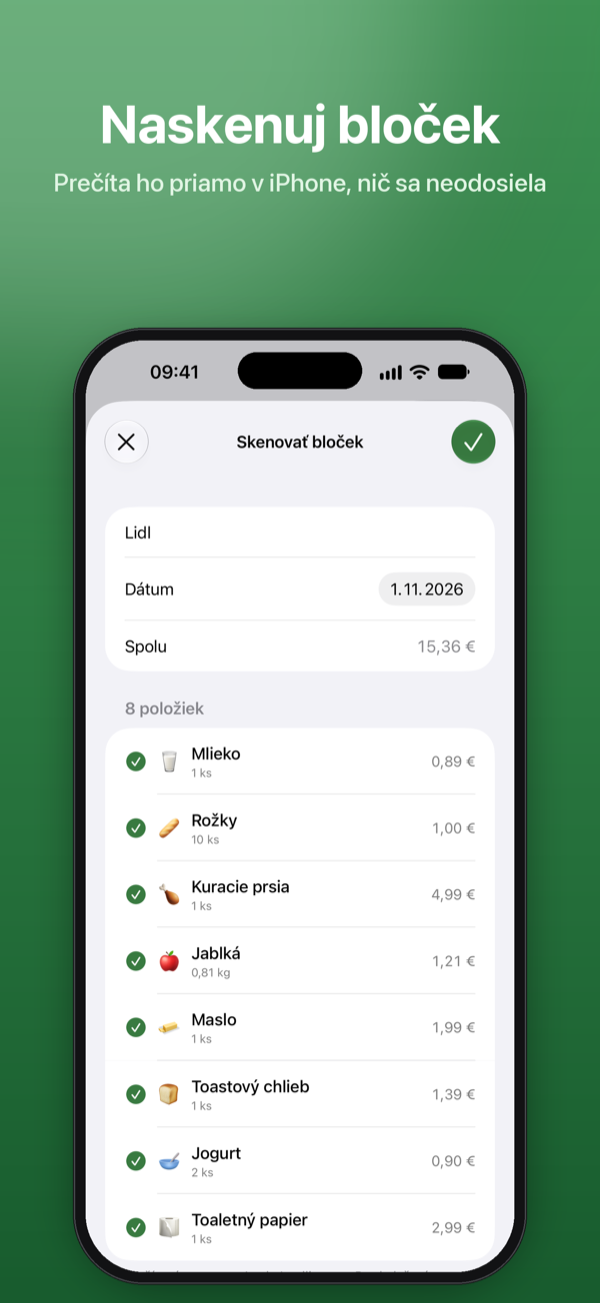 Naskenuj bloček
Prečíta ho priamo v iPhone, nič sa neodosiela
09:41
Skenovať bloček
Lidl
Dátum 1.11.2026
Spolu 15,36 €
8 položiek
Mlieko 0,89 €
1 ks
Rožky 1,00 €
10 ks
Kuracie prsia 4,99 €
1 ks
Jablká 1,21 €
0,81 kg
Maslo 1,99 €
1 ks
Toastový chlieb 1,39 €
1 ks
Jogurt 0,90 €
2 ks
Toaletný papier 2,99 €
1 ks